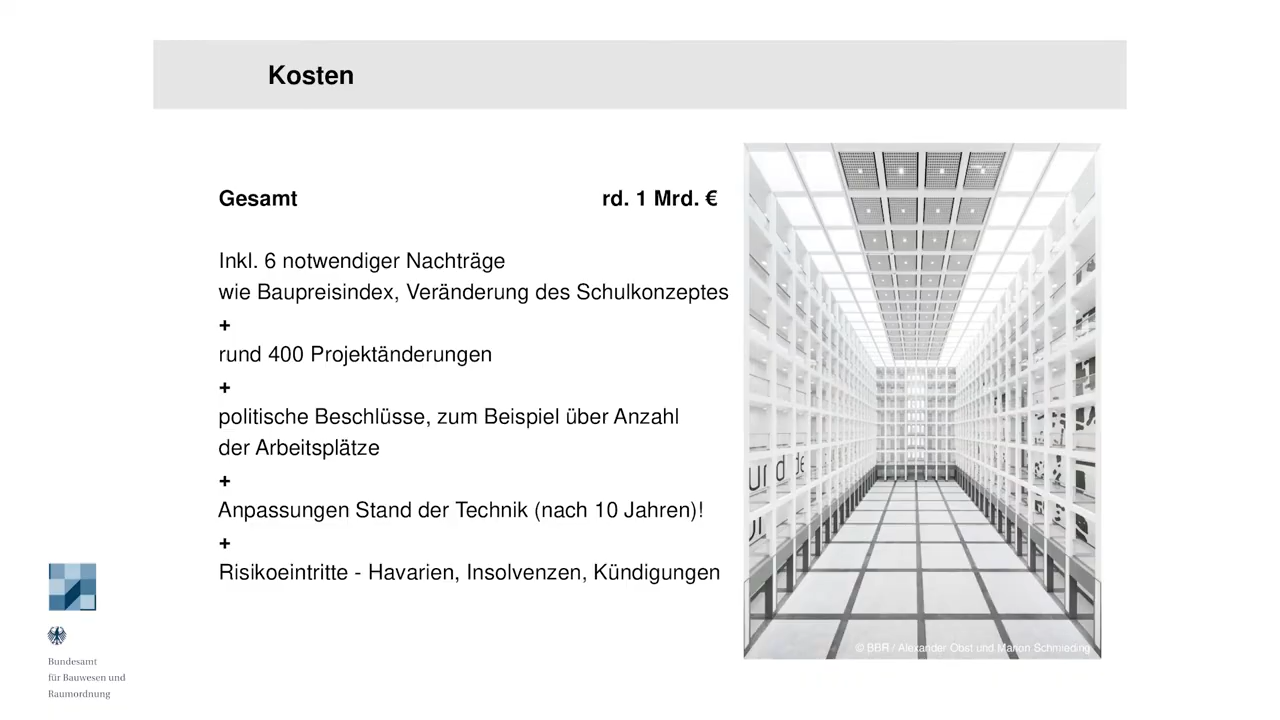 Kosten
Gesamt rd. 1 Mrd. €
Inkl. 6 notwendiger Nachträge
wie Baupreisindex, Veränderung des Schulkonzeptes
+
rund 400 Projektänderungen
+
politische Beschlüsse, zum Beispiel über Anzahl
der Arbeitsplätze
+
Anpassungen Stand der Technik (nach 10 Jahren)!
+
Risikoeintritte - Havarien, Insolvenzen, Kündigungen
und de
© BBR / Alexander Obst und Marion Schmieding
Bundesamt
für Bauwesen und
Raumordnung